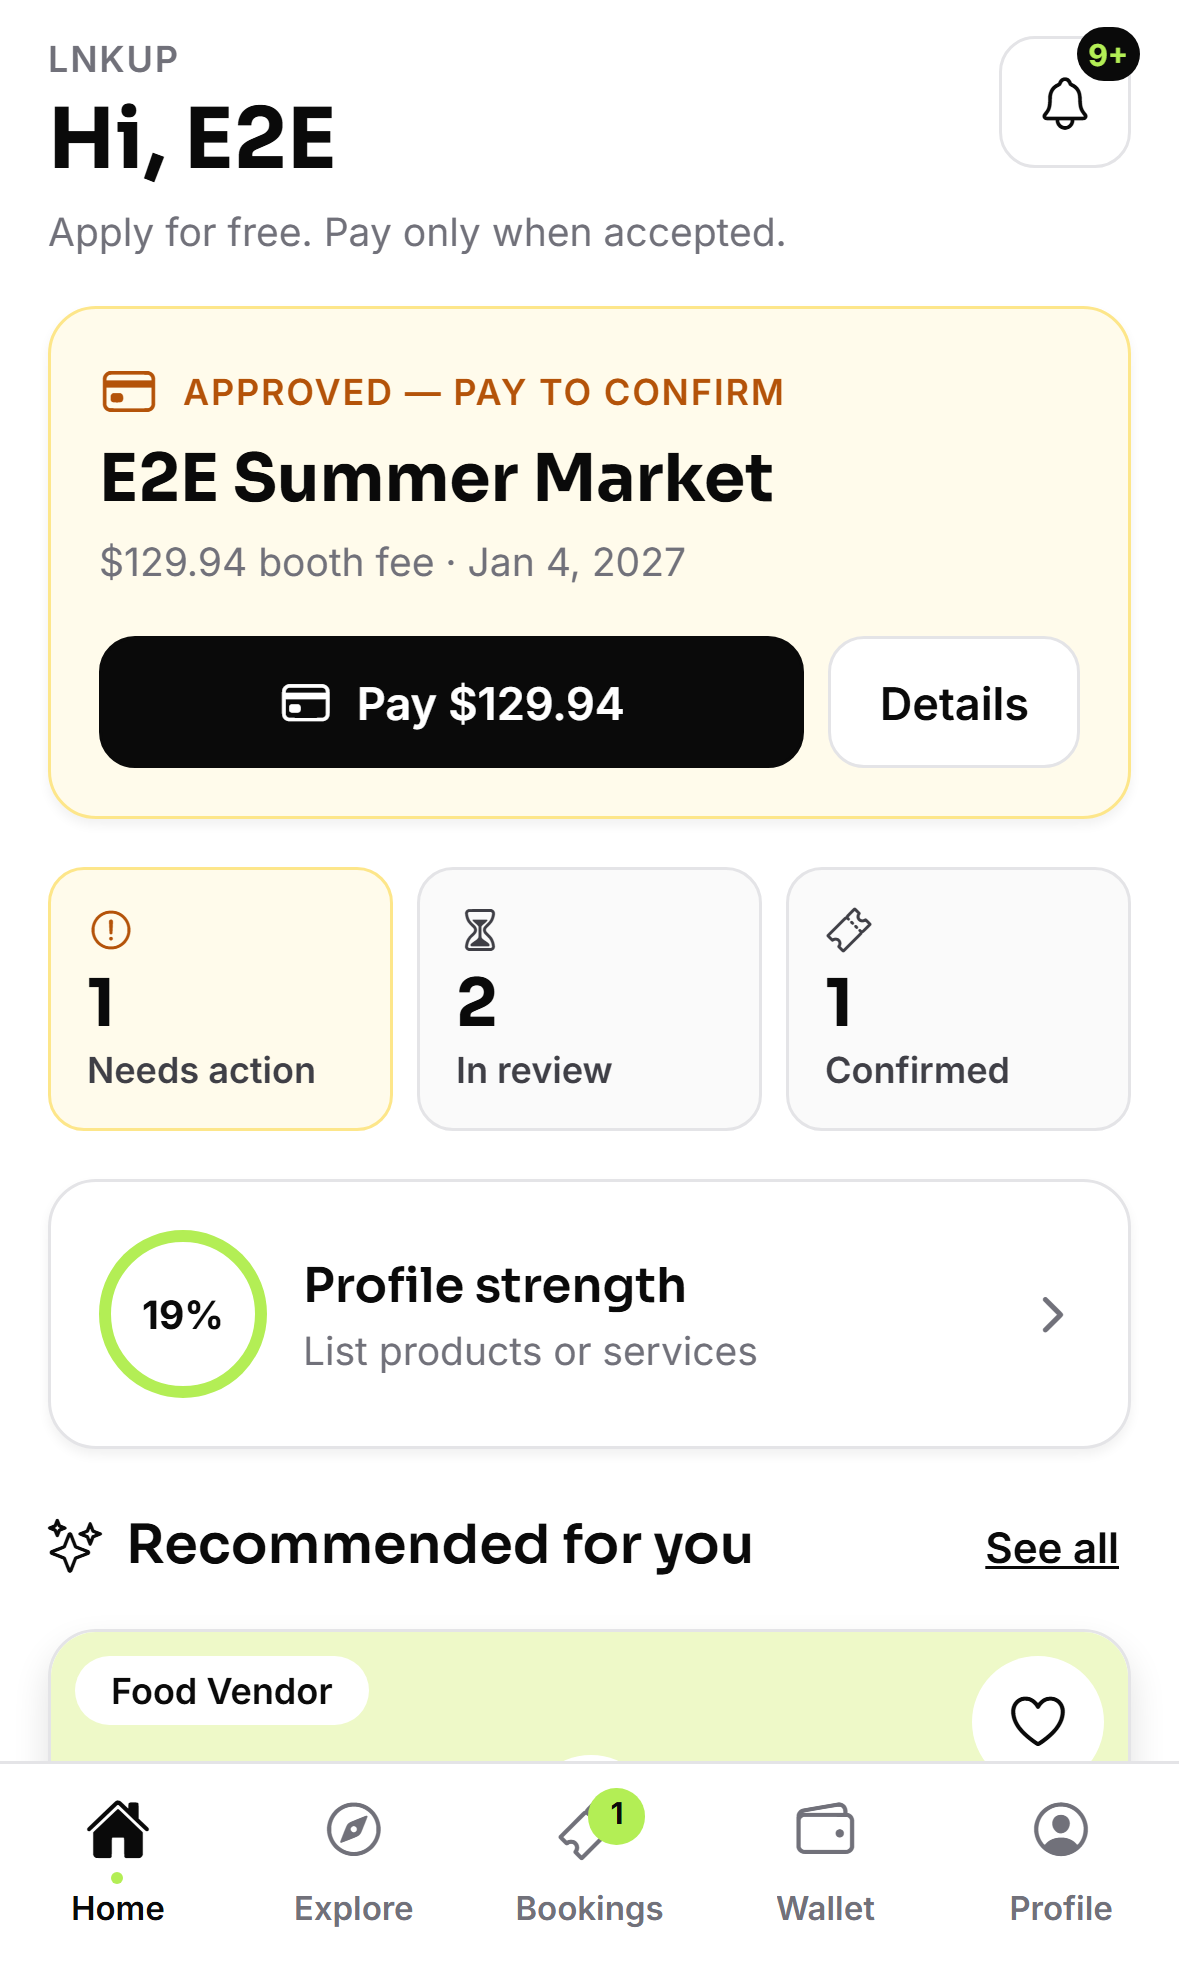 LNKUP
9+
Hi, E2E
Apply for free. Pay only when accepted.
APPROVED — PAY TO CONFIRM
E2E Summer Market
$129.94 booth fee · Jan 4, 2027
Pay $129.94
Details
1
Needs action
2
In review
1
Confirmed
19%
Profile strength
List products or services
Recommended for you
See all
Food Vendor
1
Home
Explore
Bookings
Wallet
Profile